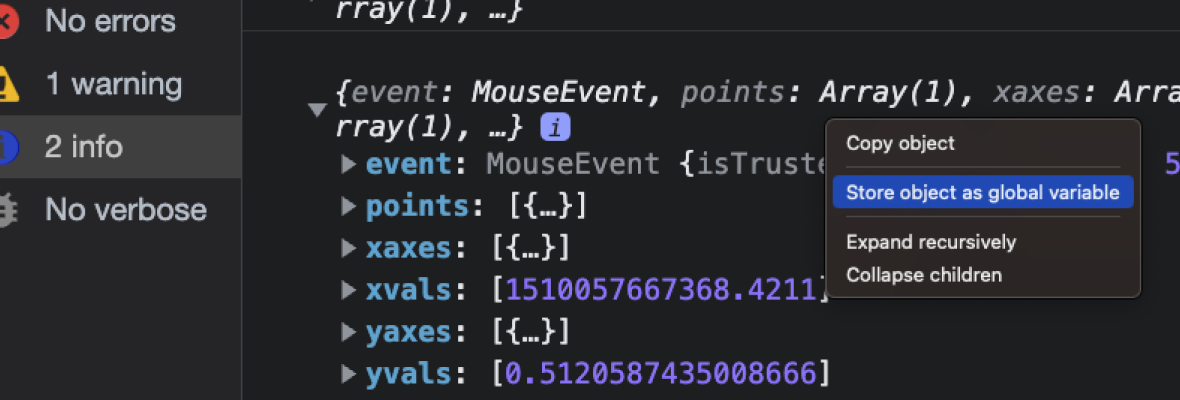 No errors
1 warning
2 info
No verbose
rray(1), …}
{event: MouseEvent, points: Array(1), xaxes: Arra
rray(1), …} i
event: MouseEvent {isTruste
5
points: [{…}]
xaxes: [{…}]
xvals: [1510057667368.4211]
yaxes: [{…}]
yvals: [0.5120587435008666]
Copy object
Store object as global variable
Expand recursively
Collapse children